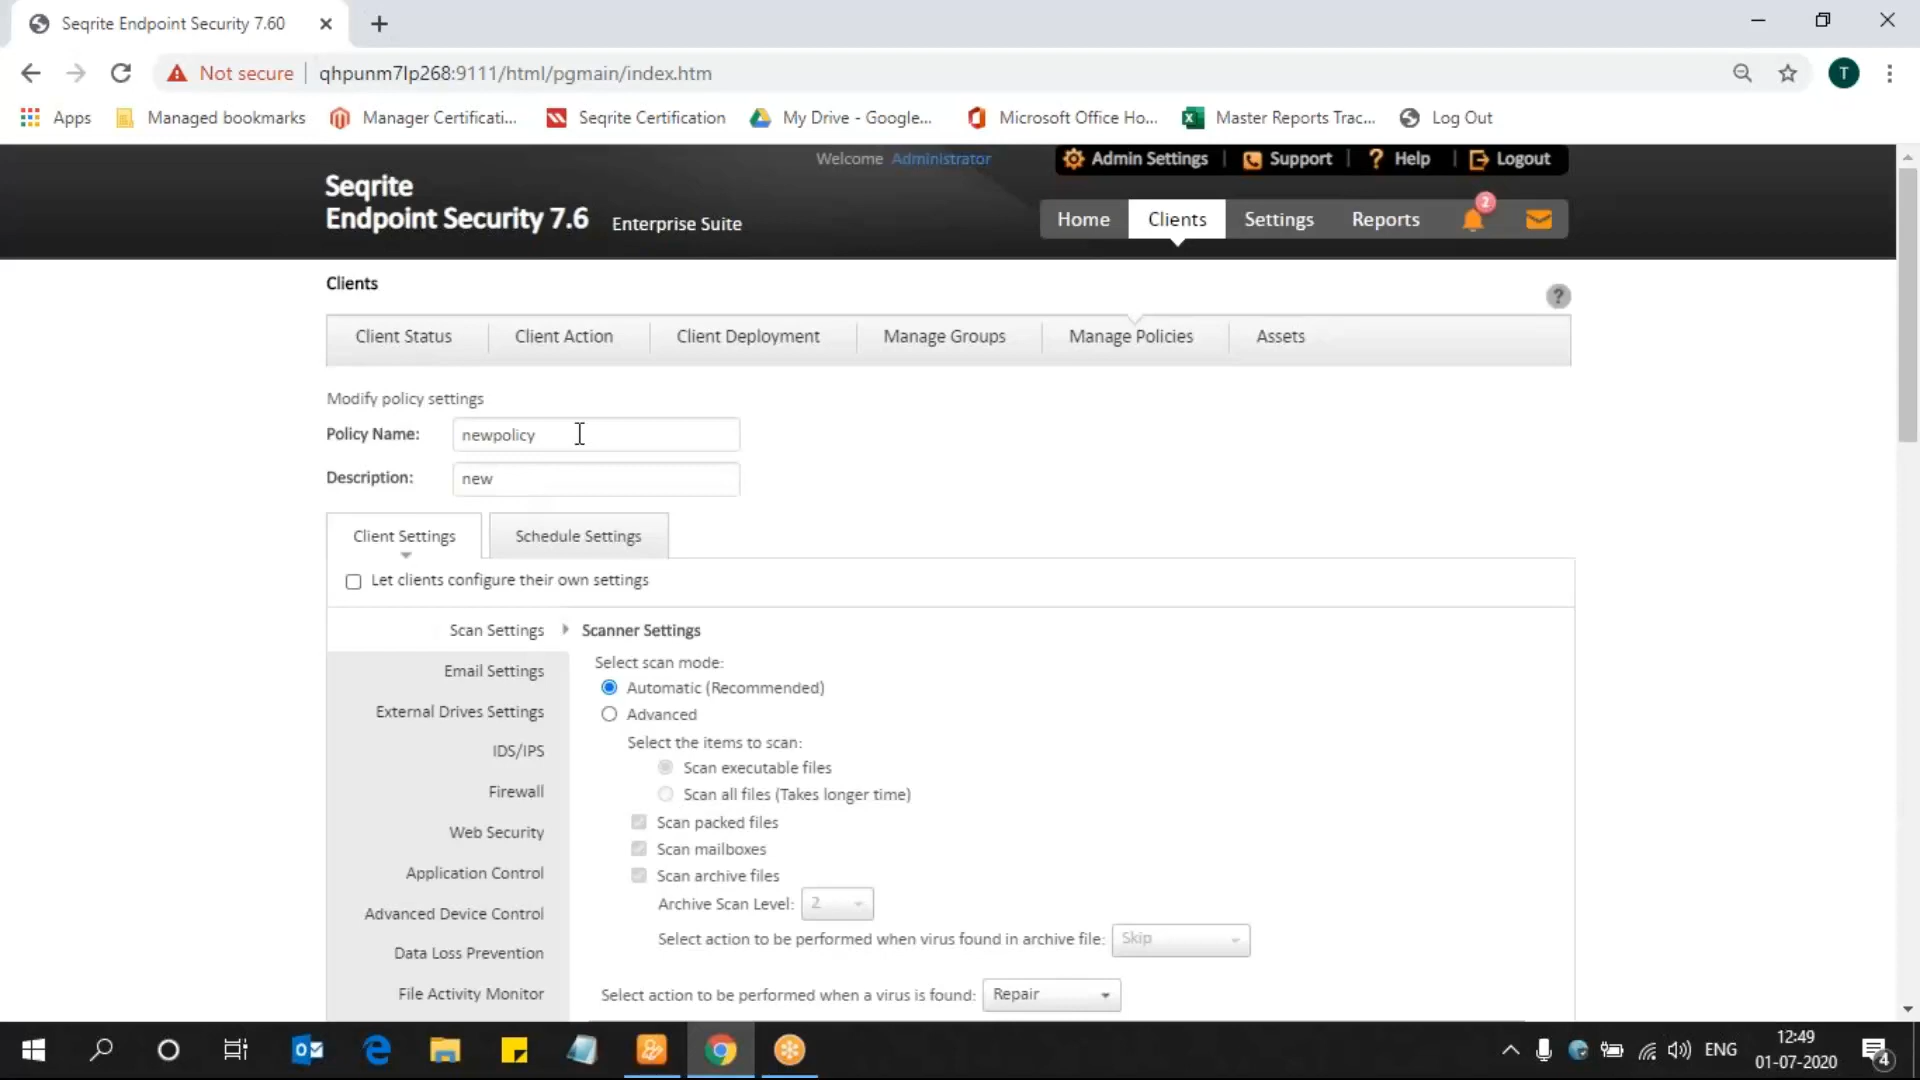 Seqrite Endpoint Security 7.60
Not secure
qhpunm7lp268:9111/html/pgmain/index.htm
T
Apps
Managed bookmarks
Manager Certificati...
Seqrite Certification
My Drive - Google...
Microsoft Office Ho...
Master Reports Trac...
Log Out
Welcome Administrator
Admin Settings
Support
? Help
Logout
Seqrite
Endpoint Security 7.6 Enterprise Suite
Home
Clients
Settings
Reports
2
Clients
?
Client Status
Client Action
Client Deployment
Manage Groups
Manage Policies
Assets
Modify policy settings
Policy Name: newpolicy
Description: new
Client Settings
Schedule Settings
Let clients configure their own settings
Scan Settings
Email Settings
External Drives Settings
IDS/IPS
Firewall
Web Security
Application Control
Advanced Device Control
Data Loss Prevention
File Activity Monitor
Scanner Settings
Select scan mode:
Automatic (Recommended)
Advanced
Select the items to scan:
Scan executable files
Scan all files (Takes longer time)
Scan packed files
Scan mailboxes
Scan archive files
Archive Scan Level: 2
Select action to be performed when virus found in archive file: Skip
Select action to be performed when a virus is found: Repair
ENG
12:49
01-07-2020
4